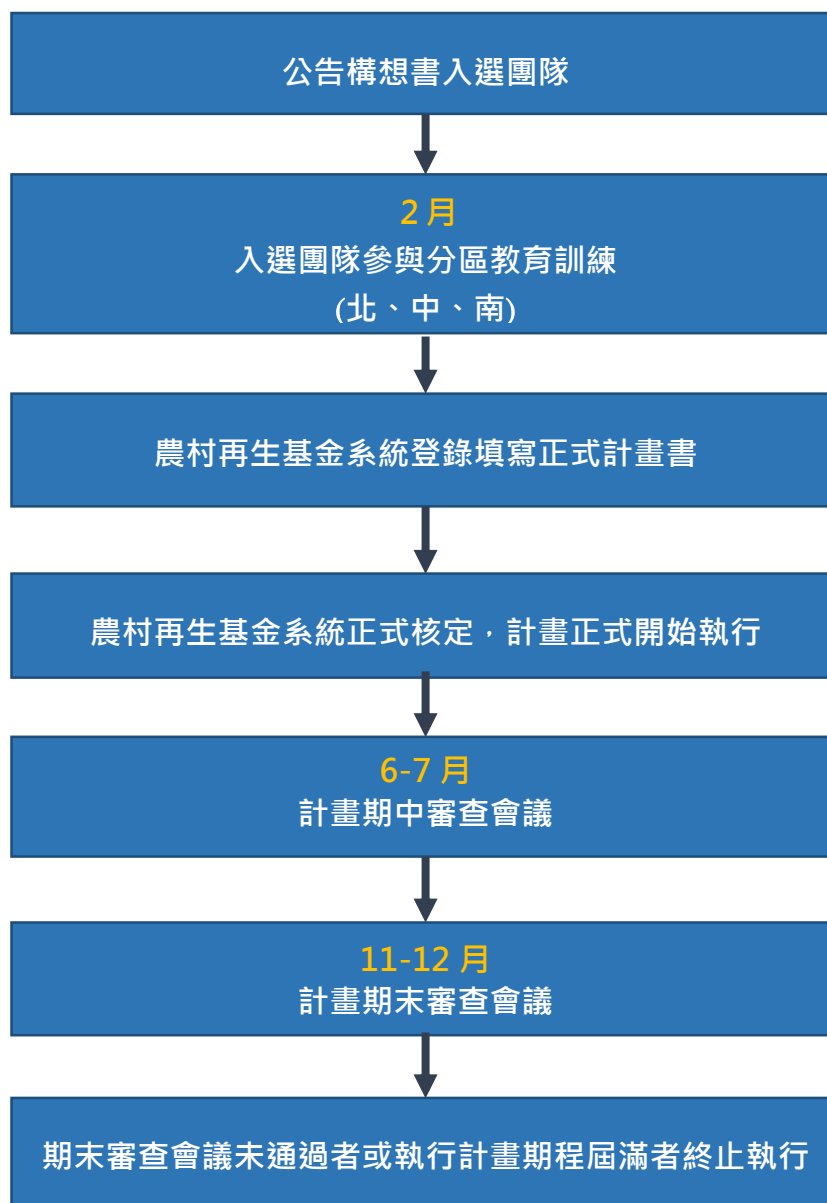 公告構想書入選團隊
2 月
入選團隊參與分區教育訓練
(北、中、南)
農村再生基金系統登錄填寫正式計畫書
農村再生基金系統正式核定，計畫正式開始執行
6-7 月
計畫期中審查會議
11-12 月
計畫期末審查會議
期末審查會議未通過者或執行計畫期程屆滿者終止執行